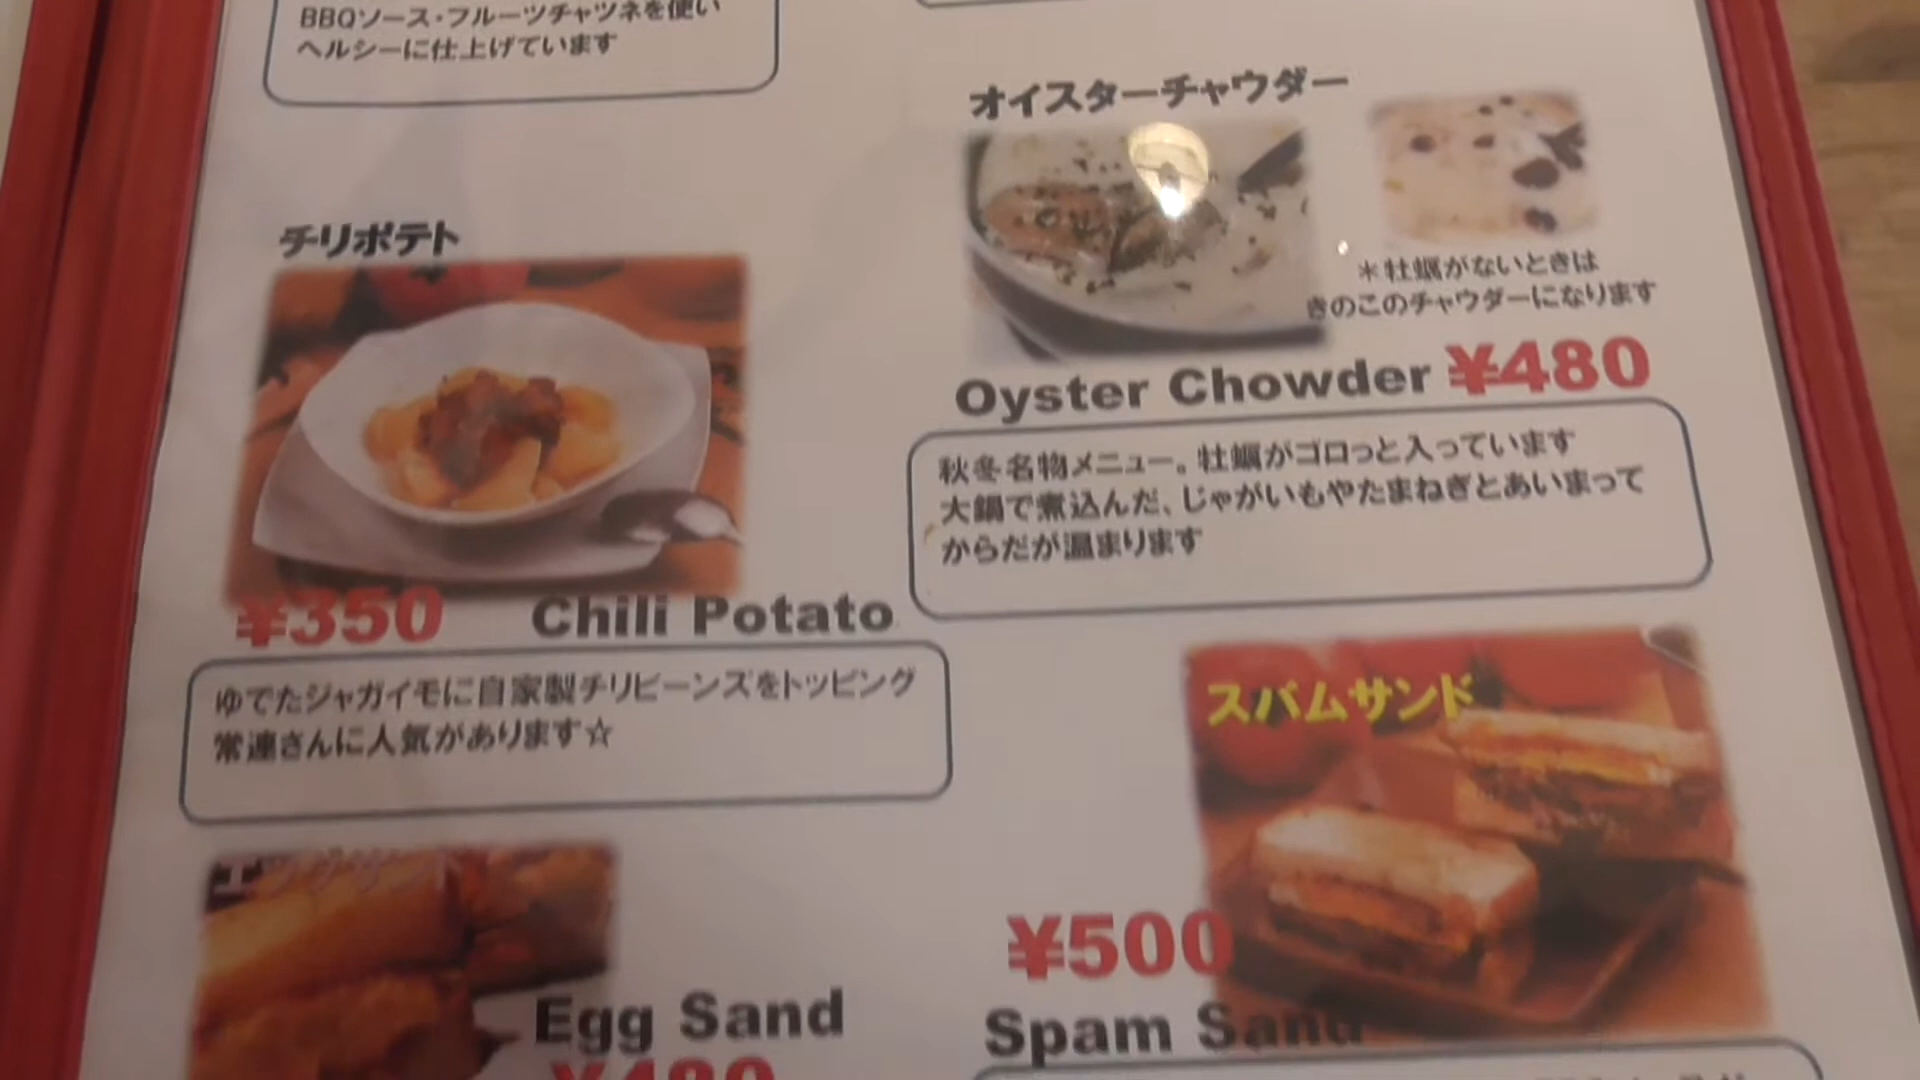 BBQソース・フルーツチャツネを使い
ヘルシーに仕上げています
チリポテト
¥350 Chili Potato
ゆでたジャガイモに自家製チリビーンズをトッピング
常連さんに人気があります☆
エッグサンド
Egg Sand
¥480
オイスターチャウダー
＊牡蠣がないときは
きのこのチャウダーになります
Oyster Chowder ¥480
秋冬名物メニュー。牡蠣がゴロっと入っています
大鍋で煮込んだ、じゃがいもやたまねぎとあいまって
からだが温まります
スパムサンド
¥500
Spam Sand